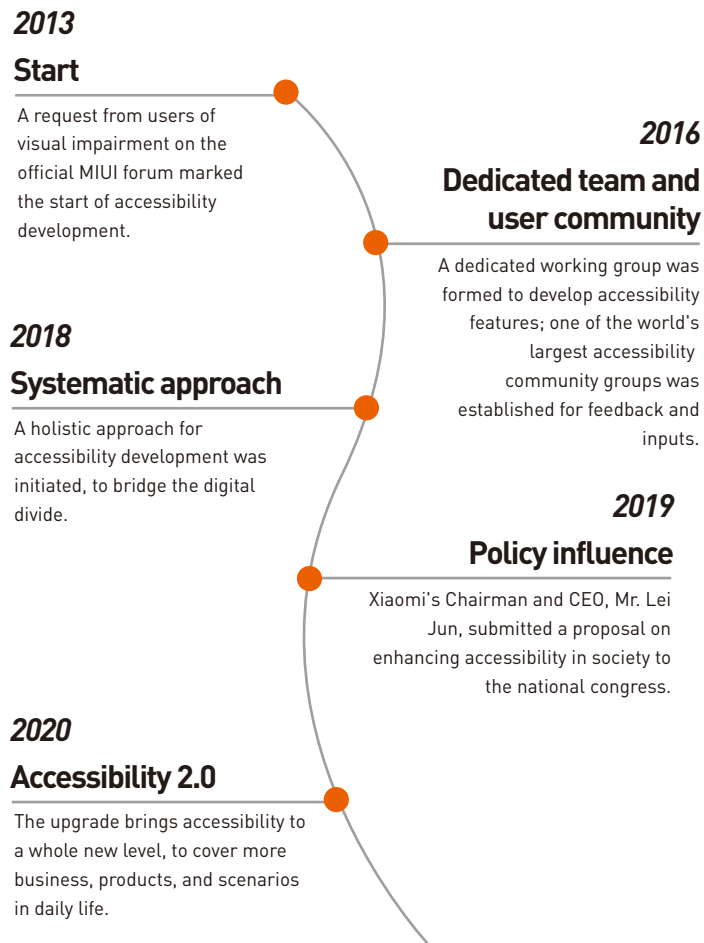 2013
Start
A request from users of
visual impairment on the
official MIUI forum marked
the start of accessibility
development.
2016
Dedicated team and
user community
A dedicated working group was
formed to develop accessibility
features; one of the world's
largest accessibility
community groups was
established for feedback and
inputs.
2018
Systematic approach
A holistic approach for
accessibility development was
initiated, to bridge the digital
divide.
2019
Policy influence
Xiaomi's Chairman and CEO, Mr. Lei
Jun, submitted a proposal on
enhancing accessibility in society to
the national congress.
2020
Accessibility 2.0
The upgrade brings accessibility to
a whole new level, to cover more
business, products, and scenarios
in daily life.